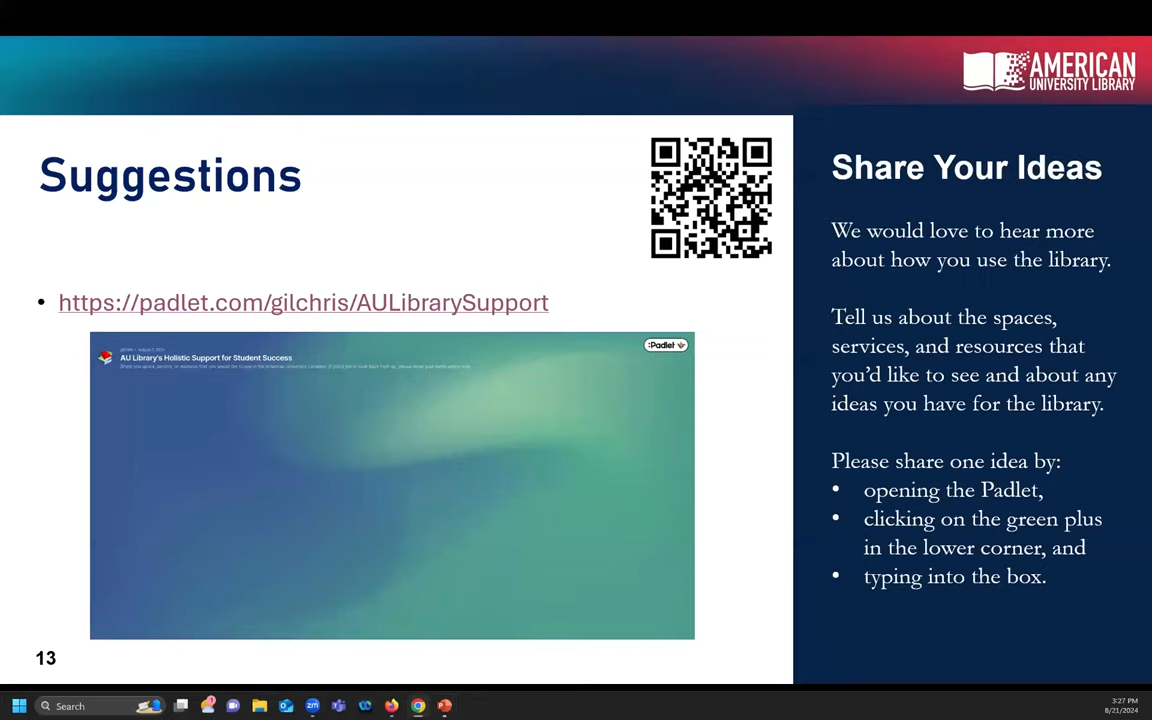 AMERICAN
UNIVERSITY LIBRARY
Suggestions
• https://padlet.com/gilchris/AULibrarySupport
:Padlet
AU Library's Holistic Support for Student Success
13
Share Your Ideas
We would love to hear more
about how you use the library.
Tell us about the spaces,
services, and resources that
you'd like to see and about any
ideas you have for the library.
Please share one idea by:
• opening the Padlet,
• clicking on the green plus
in the lower corner, and
• typing into the box.
Search
zm
3:27 PM
8/21/2024